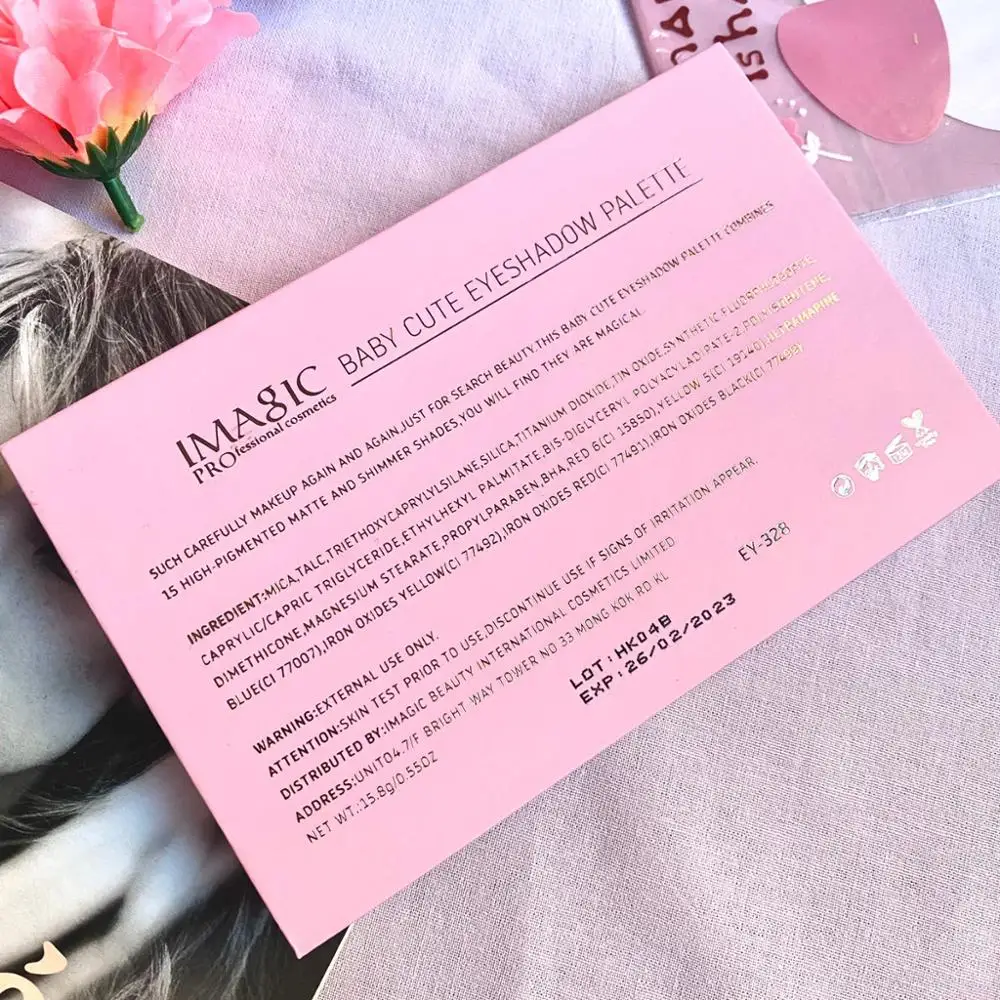 IMAGIC
PROfessional cosmetics
BABY CUTE EYESHADOW PALETTE
SUCH CAREFULLY MAKEUP AGAIN AND AGAIN,JUST FOR SEARCH BEAUTY.THIS BABY CUTE EYESHADOW PALETTE COMBINES
15 HIGH-PIGMENTED MATTE AND SHIMMER SHADES,YOU WILL FIND THEY ARE MAGICAL.
INGREDIENT:MICA,TALC,TRIETHOXYCAPRYLYLSILANE,SILICA,TITANIUM DIOXIDE,TIN OXIDE,SYNTHETIC FLUORPHLOGOPITE,
CAPRYLIC/CAPRIC TRIGLYCERIDE,ETHYLHEXYL PALMITATE,BIS-DIGLYCERYL POLYACYLADIPATE-2,POLYISOBUTENE,
DIMETHICONE,MAGNESIUM STEARATE,PROPYLPARABEN,BHA,RED 6(CI 15850),YELLOW 5(CI 19140),ULTRAMARINE
BLUE(CI 77007),IRON OXIDES YELLOW(CI 77492),IRON OXIDES RED(CI 77491),IRON OXIDES BLACK(CI 77499)
WARNING:EXTERNAL USE ONLY.
ATTENTION:SKIN TEST PRIOR TO USE,DISCONTINUE USE IF SIGNS OF IRRITATION APPEAR.
DISTRIBUTED BY:IMAGIC BEAUTY INTERNATIONAL COSMETICS LIMITED
ADDRESS:UNIT04,7/F BRIGHT WAY TOWER NO 33 MONG KOK RD KL
NET WT.:15.8g/0.55OZ
EY-328
LOT:HK04B
EXP:26/02/2023